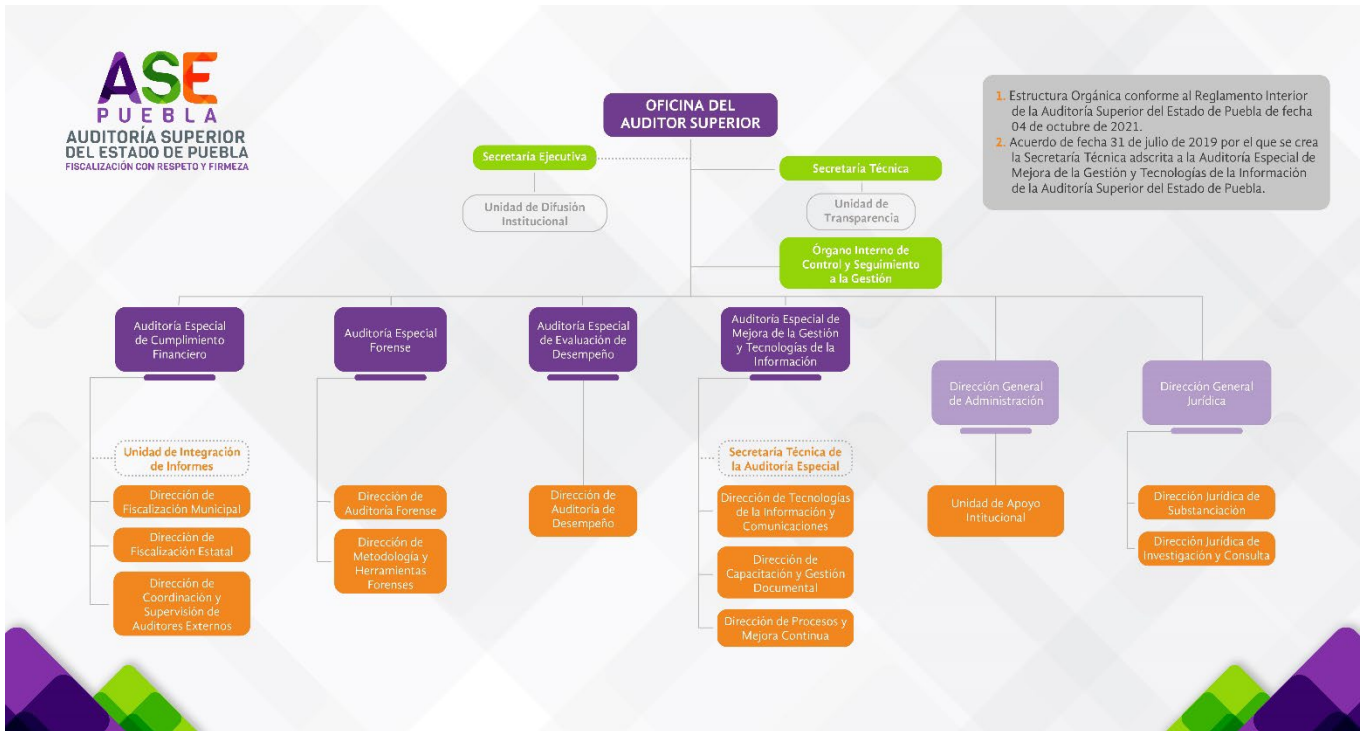 ASE
PUEBLA
AUDITORÍA SUPERIOR
DEL ESTADO DE PUEBLA
FISCALIZACIÓN CON RESPETO Y FIRMEZA
OFICINA DEL
AUDITOR SUPERIOR
1. Estructura Orgánica conforme al Reglamento Interior
de la Auditoría Superior del Estado de Puebla de fecha
04 de octubre de 2021.
2. Acuerdo de fecha 31 de julio de 2019 por el que se crea
la Secretaría Técnica adscrita a la Auditoría Especial de
Mejora de la Gestión y Tecnologías de la Información
de la Auditoría Superior del Estado de Puebla.
Secretaría Ejecutiva
Unidad de Difusión
Institucional
Secretaría Técnica
Unidad de
Transparencia
Órgano Interno de
Control y Seguimiento
a la Gestión
Auditoría Especial
de Cumplimiento
Financiero
Unidad de Integración
de Informes
Dirección de
Fiscalización Municipal
Dirección de
Fiscalización Estatal
Dirección de
Coordinación y
Supervisión de
Auditores Externos
Auditoría Especial
Forense
Dirección de
Auditoría Forense
Dirección de
Metodología y
Herramientas
Forenses
Auditoría Especial
de Evaluación de
Desempeño
Dirección de
Auditoría de
Desempeño
Auditoría Especial de
Mejora de la Gestión
y Tecnologías de la
Información
Secretaría Técnica de
la Auditoría Especial
Dirección de Tecnologías
de la Información y
Comunicaciones
Dirección de
Capacitación y Gestión
Documental
Dirección de Procesos y
Mejora Continua
Dirección General
de Administración
Unidad de Apoyo
Intitucional
Dirección General
Jurídica
Dirección Jurídica de
Substanciación
Dirección Jurídica de
Investigación y Consulta